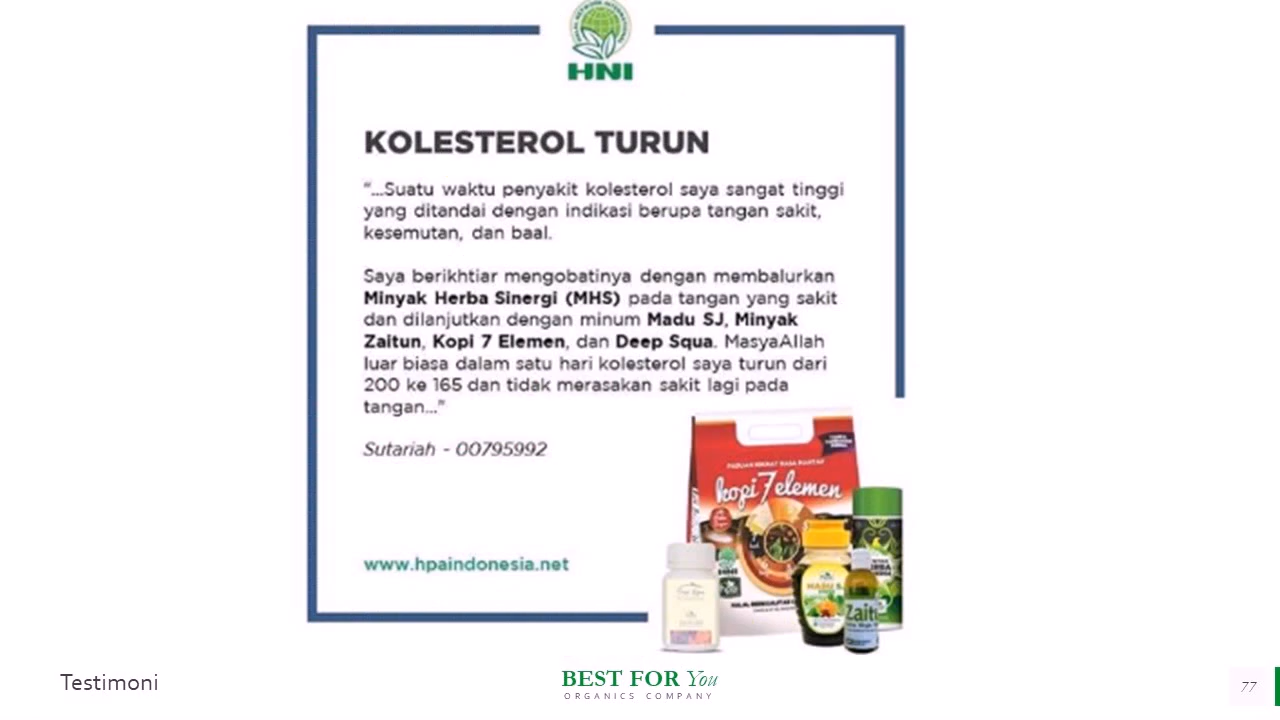 HNI
KOLESTEROL TURUN
"...Suatu waktu penyakit kolesterol saya sangat tinggi
yang ditandai dengan indikasi berupa tangan sakit,
kesemutan, dan baal.
Saya berikhtiar mengobatinya dengan membalurkan
Minyak Herba Sinergi (MHS) pada tangan yang sakit
dan dilanjutkan dengan minum Madu SJ, Minyak
Zaitun, Kopi 7 Elemen, dan Deep Squa. MasyaAllah
luar biasa dalam satu hari kolesterol saya turun dari
200 ke 165 dan tidak merasakan sakit lagi pada
tangan..."
Sutariah - 00795992
kopi 7 elemen
HNI
MADU S
Zait
www.hpaindonesia.net
Testimoni
BEST FOR You
ORGANICS COMPANY
77